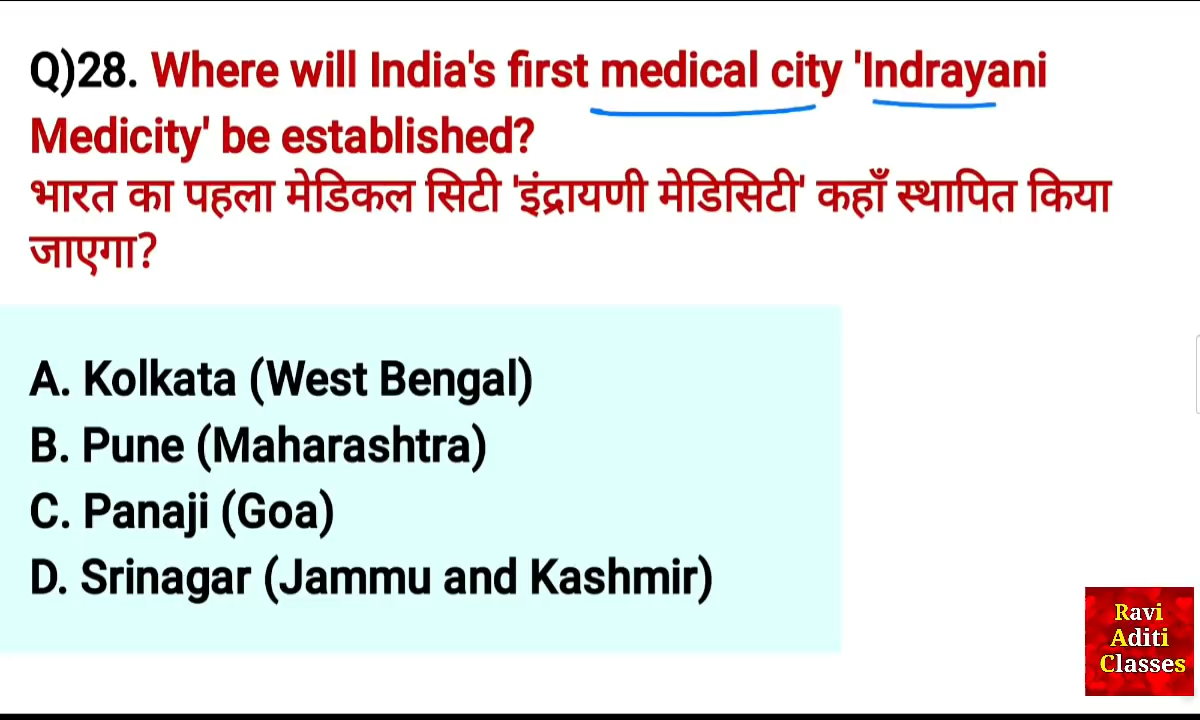 Q)28. Where will India's first medical city 'Indrayani
Medicity' be established?
भारत का पहला मेडिकल सिटी 'इंद्रायणी मेडिसिटी' कहाँ स्थापित किया
जाएगा?
A. Kolkata (West Bengal)
B. Pune (Maharashtra)
C. Panaji (Goa)
D. Srinagar (Jammu and Kashmir)
Ravi
Aditi
Classes